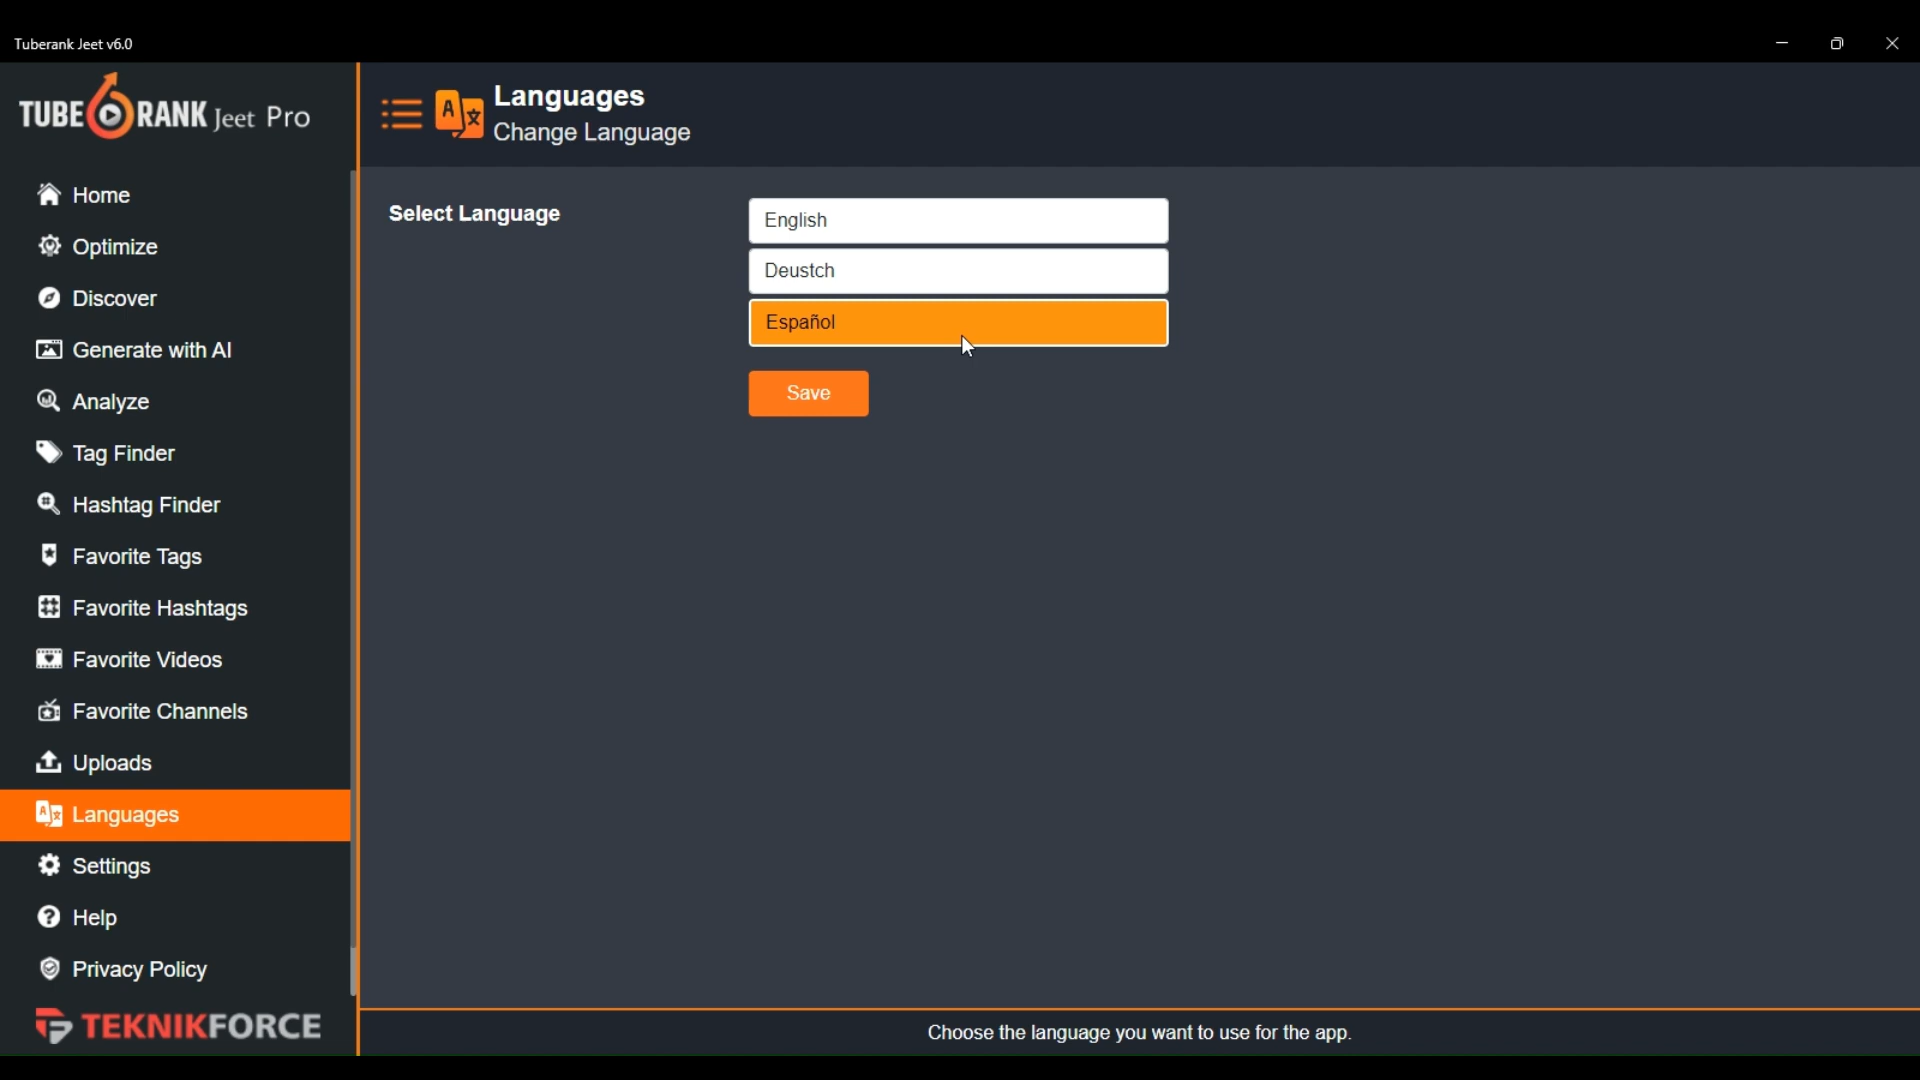 Tuberank Jeet v6.0
TUBE RANK Jeet Pro
Home
Optimize
Discover
Generate with AI
Analyze
Tag Finder
Hashtag Finder
Favorite Tags
Favorite Hashtags
Favorite Videos
Favorite Channels
Uploads
Languages
Settings
Help
Privacy Policy
TEKNIKFORCE
Languages
Change Language
Select Language
English
Deustch
Español
Save
Choose the language you want to use for the app.